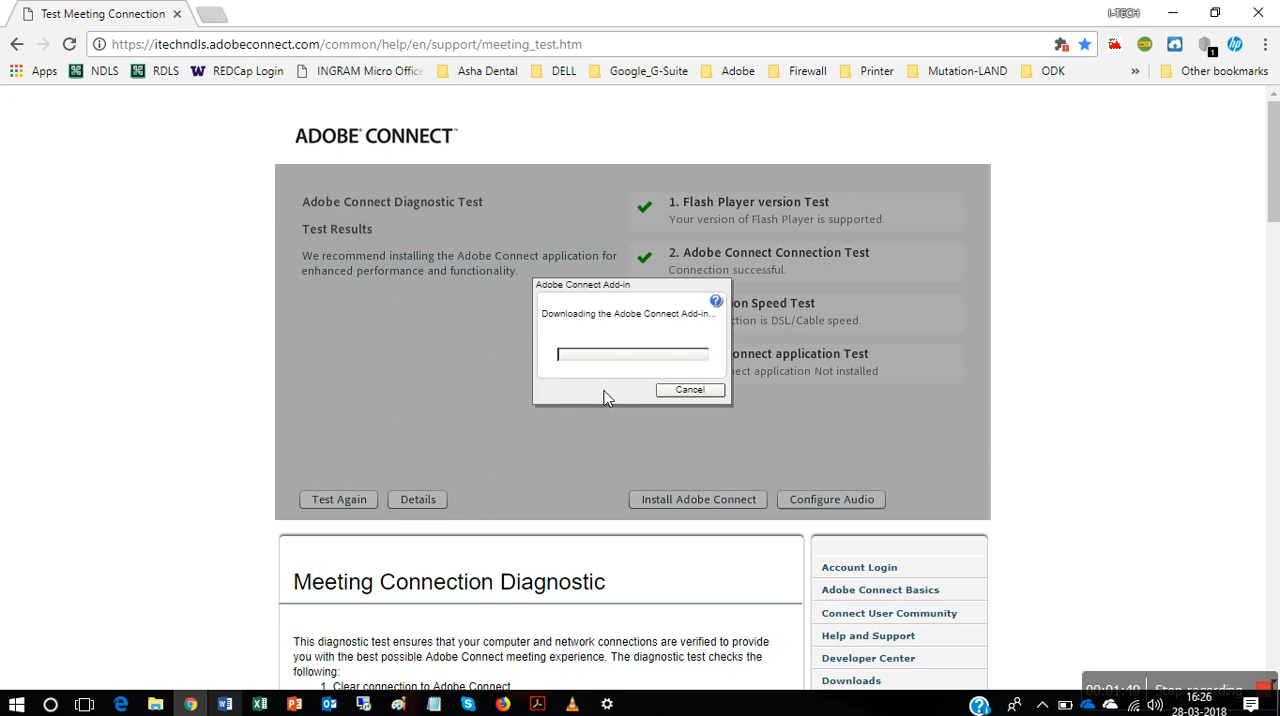 Test Meeting Connection
I-TECH
https://itechndls.adobeconnect.com/common/help/en/support/meeting_test.htm
1
Apps NDLS RDLS REDCap Login INGRAM Micro Office Asha Dental DELL Google_G-Suite Adobe Firewall Printer Mutation-LAND ODK » Other bookmarks
ADOBE® CONNECT™
Adobe Connect Diagnostic Test
Test Results
We recommend installing the Adobe Connect application for
enhanced performance and functionality.
1. Flash Player version Test
Your version of Flash Player is supported.
2. Adobe Connect Connection Test
Connection successful.
on Speed Test
ction is DSL/Cable speed.
onnect application Test
nect application Not installed
Adobe Connect Add-in
Downloading the Adobe Connect Add-in...
Cancel
Test Again Details Install Adobe Connect Configure Audio
Meeting Connection Diagnostic
This diagnostic test ensures that your computer and network connections are verified to provide
you with the best possible Adobe Connect meeting experience. The diagnostic test checks the
following:
1. Clear connection to Adobe Connect
Account Login
Adobe Connect Basics
Connect User Community
Help and Support
Developer Center
Downloads
00:01:49 Stop recording
16:26
28-03-2018